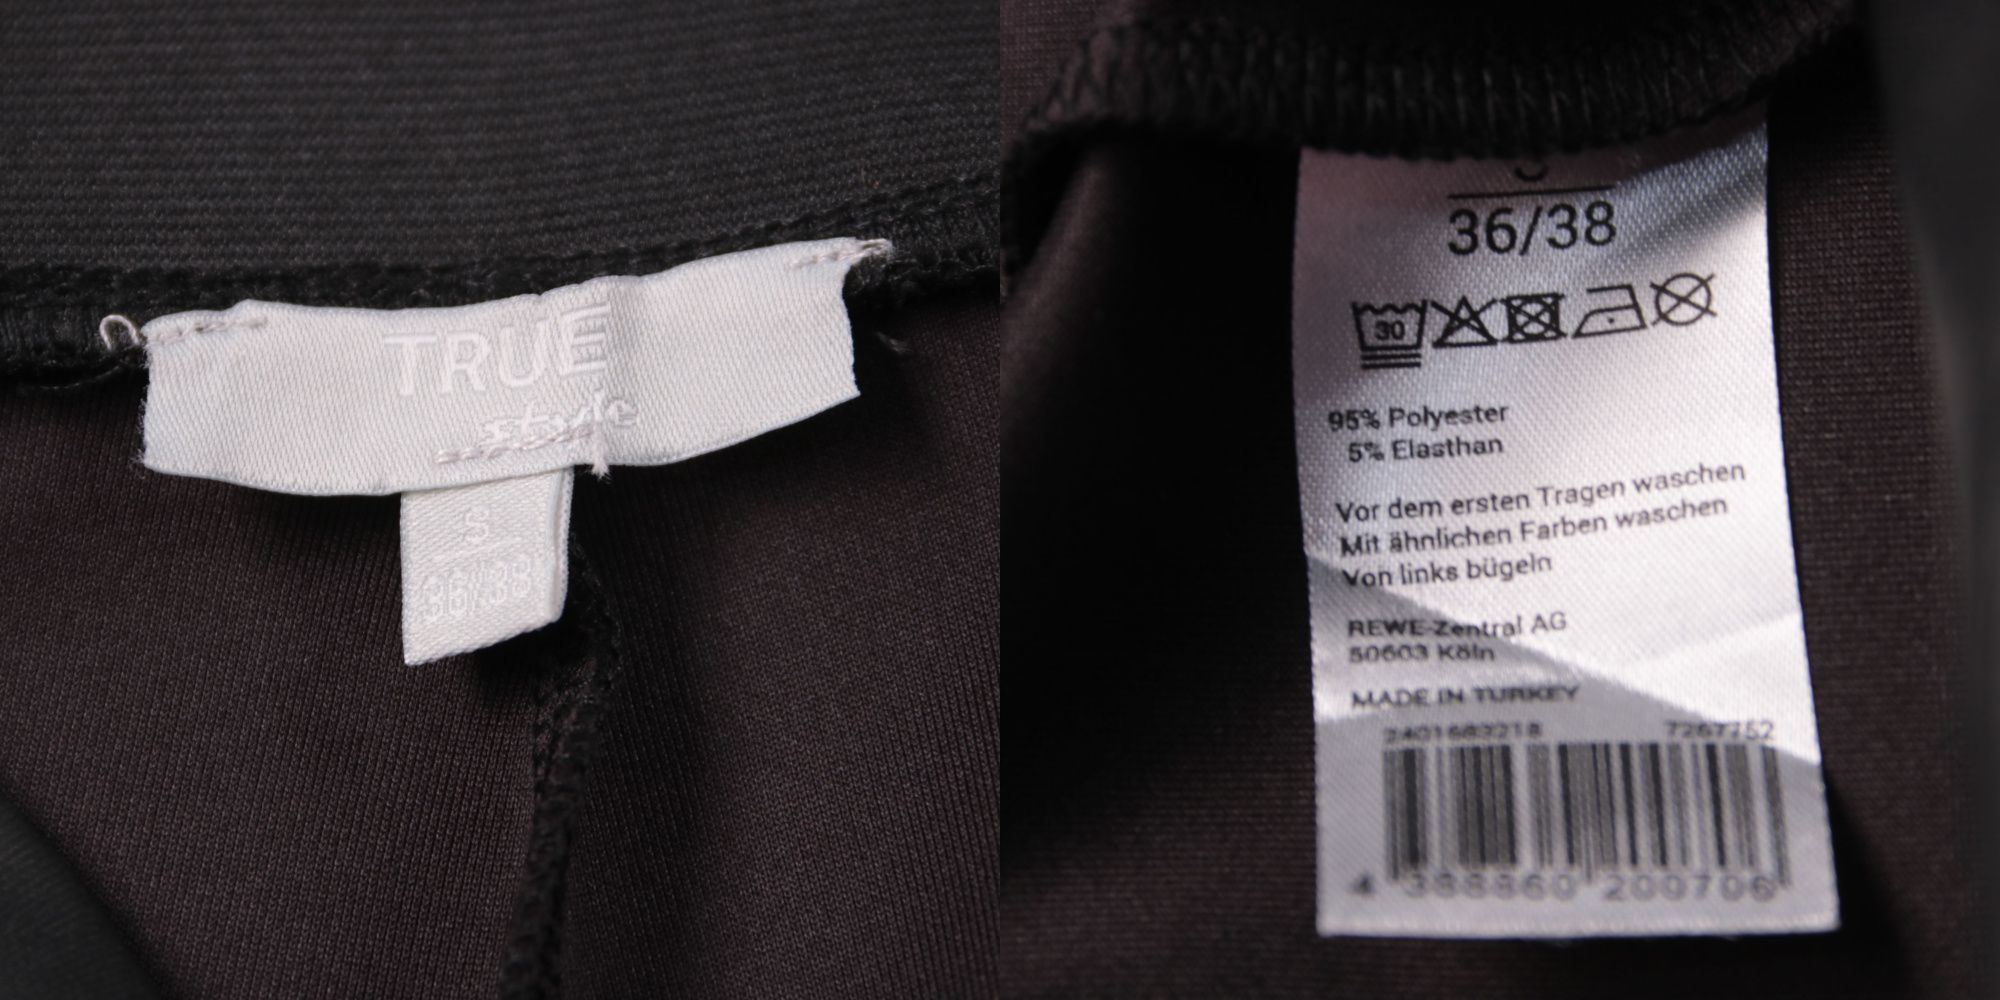 TRUE
style
S
36/38
36/38
30
95% Polyester
5% Elasthan
Vor dem ersten Tragen waschen
Mit ähnlichen Farben waschen
Von links bügeln
REWE-Zentral AG
50603 Köln
MADE IN TURKEY
7267752
4 388860 200706